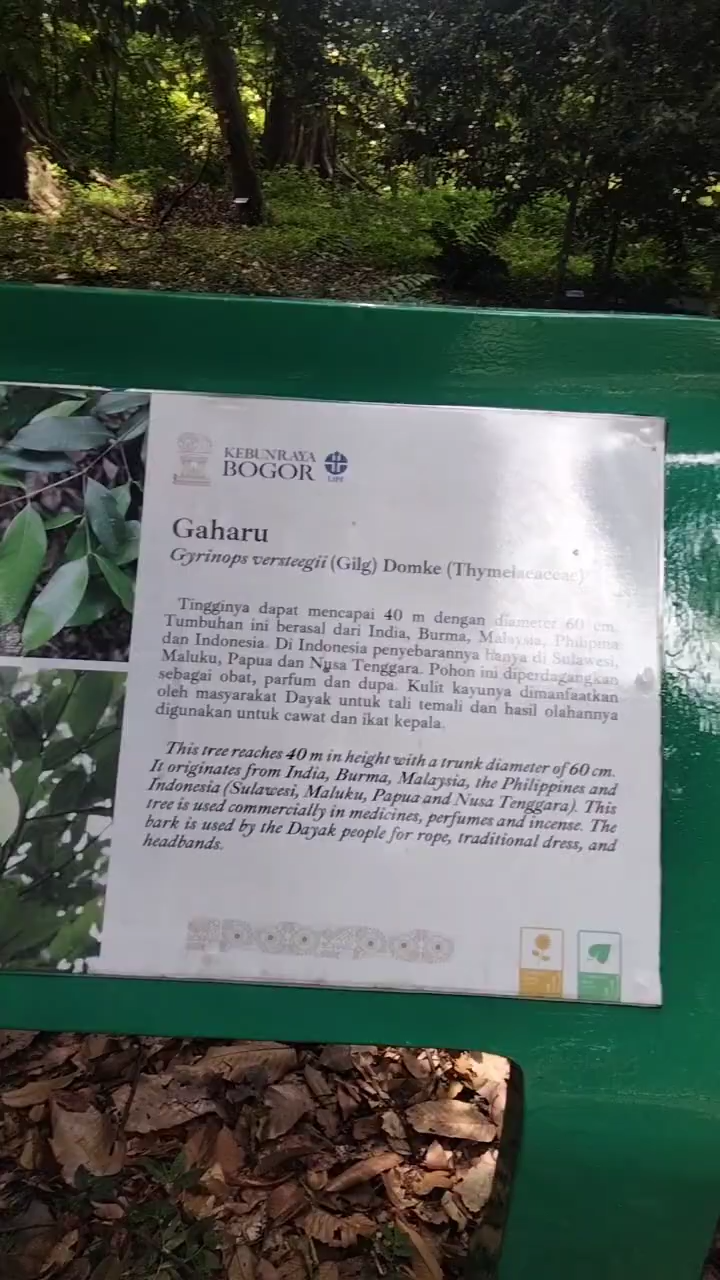 KEBUNRAYA
BOGOR
LIPI
Gaharu
Gyrinops versteegii (Gilg) Domke (Thymelaeaceae)
Tingginya dapat mencapai 40 m dengan diameter 60 cm.
Tumbuhan ini berasal dari India, Burma, Malaysia, Philipina
dan Indonesia. Di Indonesia penyebarannya hanya di Sulawesi,
Maluku, Papua dan Nusa Tenggara. Pohon ini diperdagangkan
sebagai obat, parfum dan dupa. Kulit kayunya dimanfaatkan
oleh masyarakat Dayak untuk tali temali dan hasil olahannya
digunakan untuk cawat dan ikat kepala.
This tree reaches 40 m in height with a trunk diameter of 60 cm.
It originates from India, Burma, Malaysia, the Philippines and
Indonesia (Sulawesi, Maluku, Papua and Nusa Tenggara). This
tree is used commercially in medicines, perfumes and incense. The
bark is used by the Dayak people for rope, traditional dress, and
headbands.